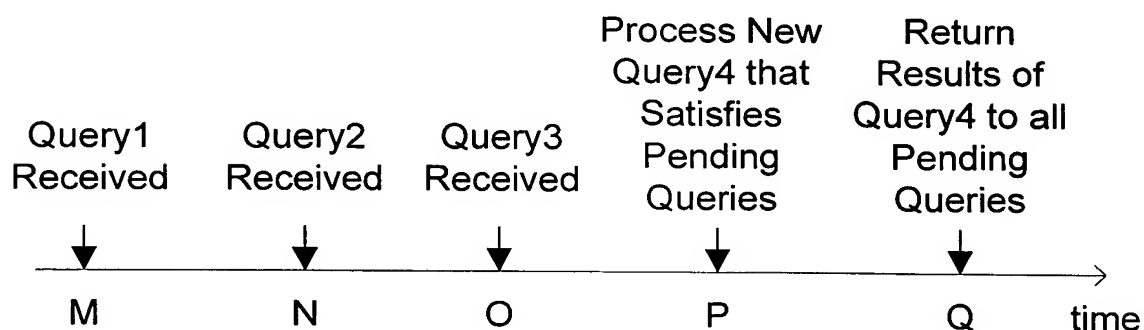 Query1
Received
Query2
Received
Query3
Received
Process New
Query4 that
Satisfies
Pending
Queries
Return
Results of
Query4 to all
Pending
Queries
M
N
O
P
Q
time